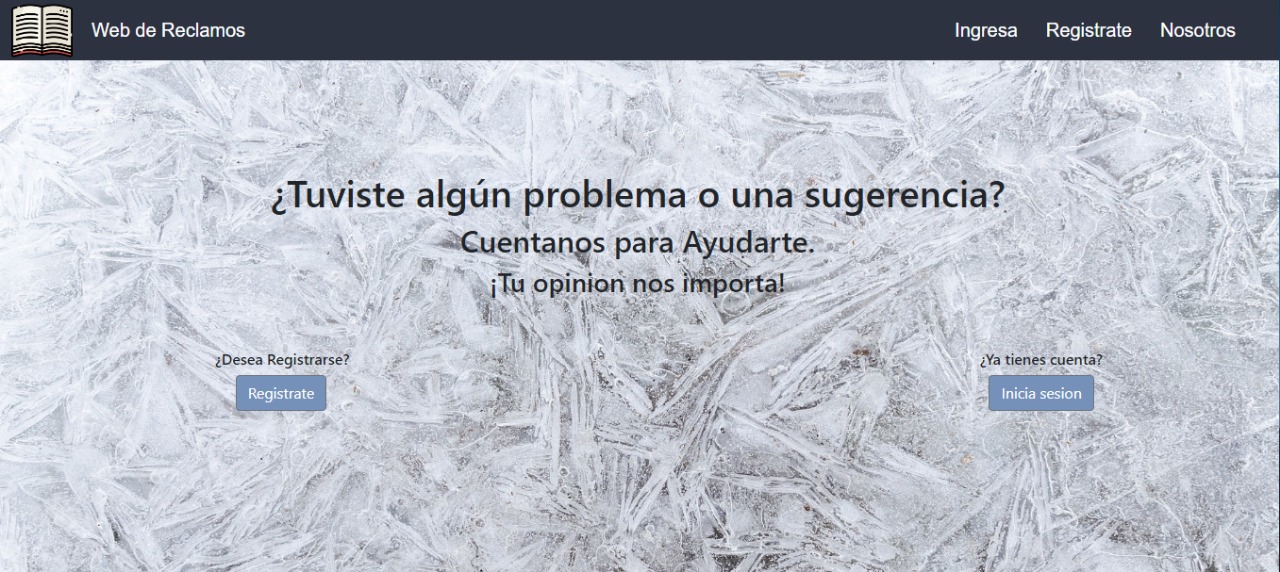 Web de Reclamos
Ingresa Registrate Nosotros
¿Tuviste algún problema o una sugerencia?
Cuentanos para Ayudarte.
¡Tu opinion nos importa!
¿Desea Registrarse?
Registrate
¿Ya tienes cuenta?
Inicia sesion